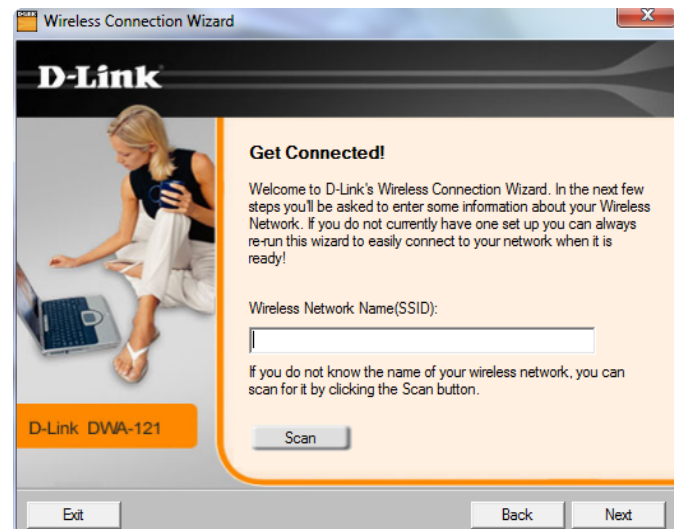 Wireless Connection Wizard
D-Link
Get Connected!
Welcome to D-Link's Wireless Connection Wizard. In the next few
steps you'll be asked to enter some information about your Wireless
Network. If you do not currently have one set up you can always
re-run this wizard to easily connect to your network when it is
ready!
Wireless Network Name(SSID):
If you do not know the name of your wireless network, you can
scan for it by clicking the Scan button.
D-Link DWA-121
Scan
Exit
Back
Next